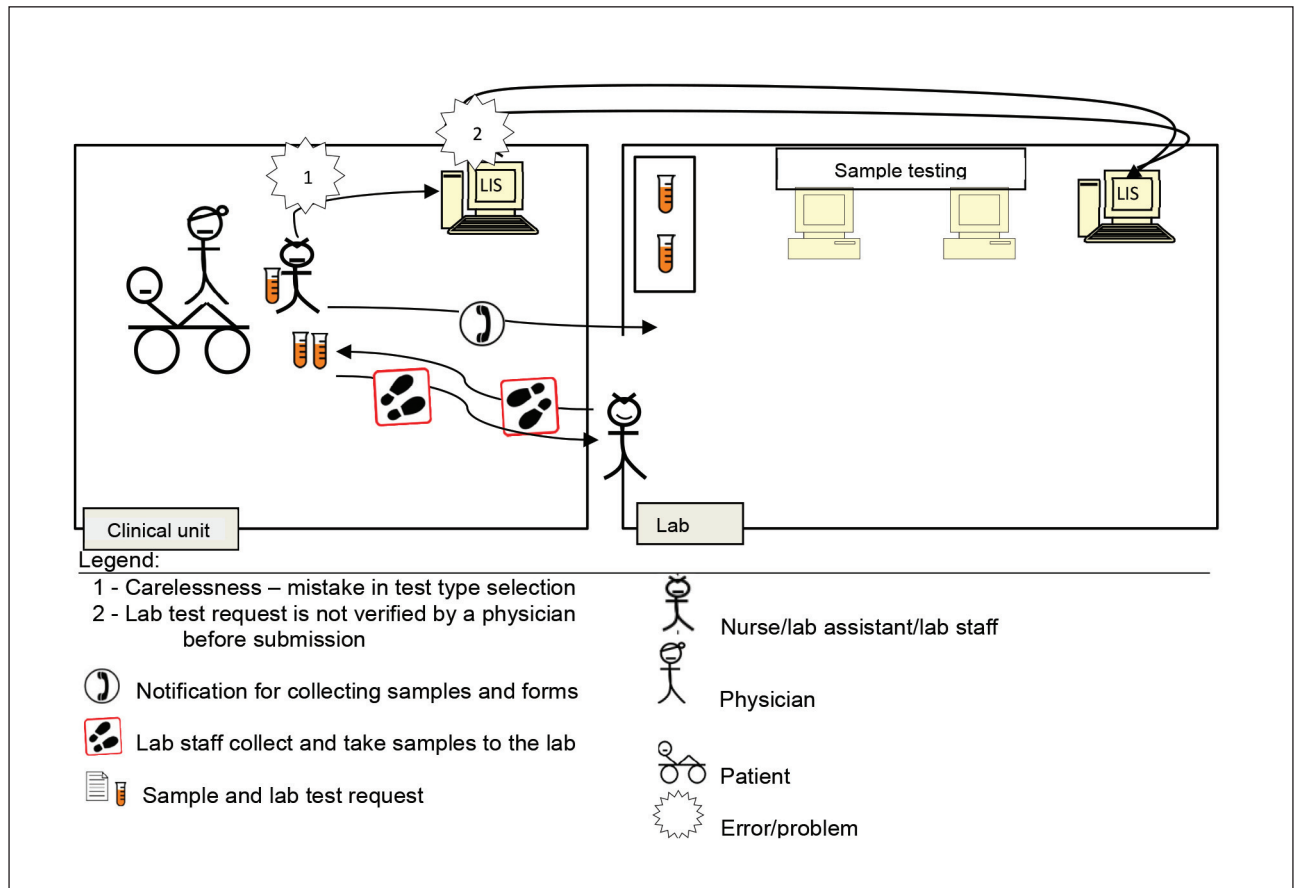 2
1
LIS
Sample testing
LIS
Clinical unit
Lab
Legend:
1 - Carelessness – mistake in test type selection
2 - Lab test request is not verified by a physician
before submission
Notification for collecting samples and forms
Lab staff collect and take samples to the lab
Sample and lab test request
Nurse/lab assistant/lab staff
Physician
Patient
Error/problem